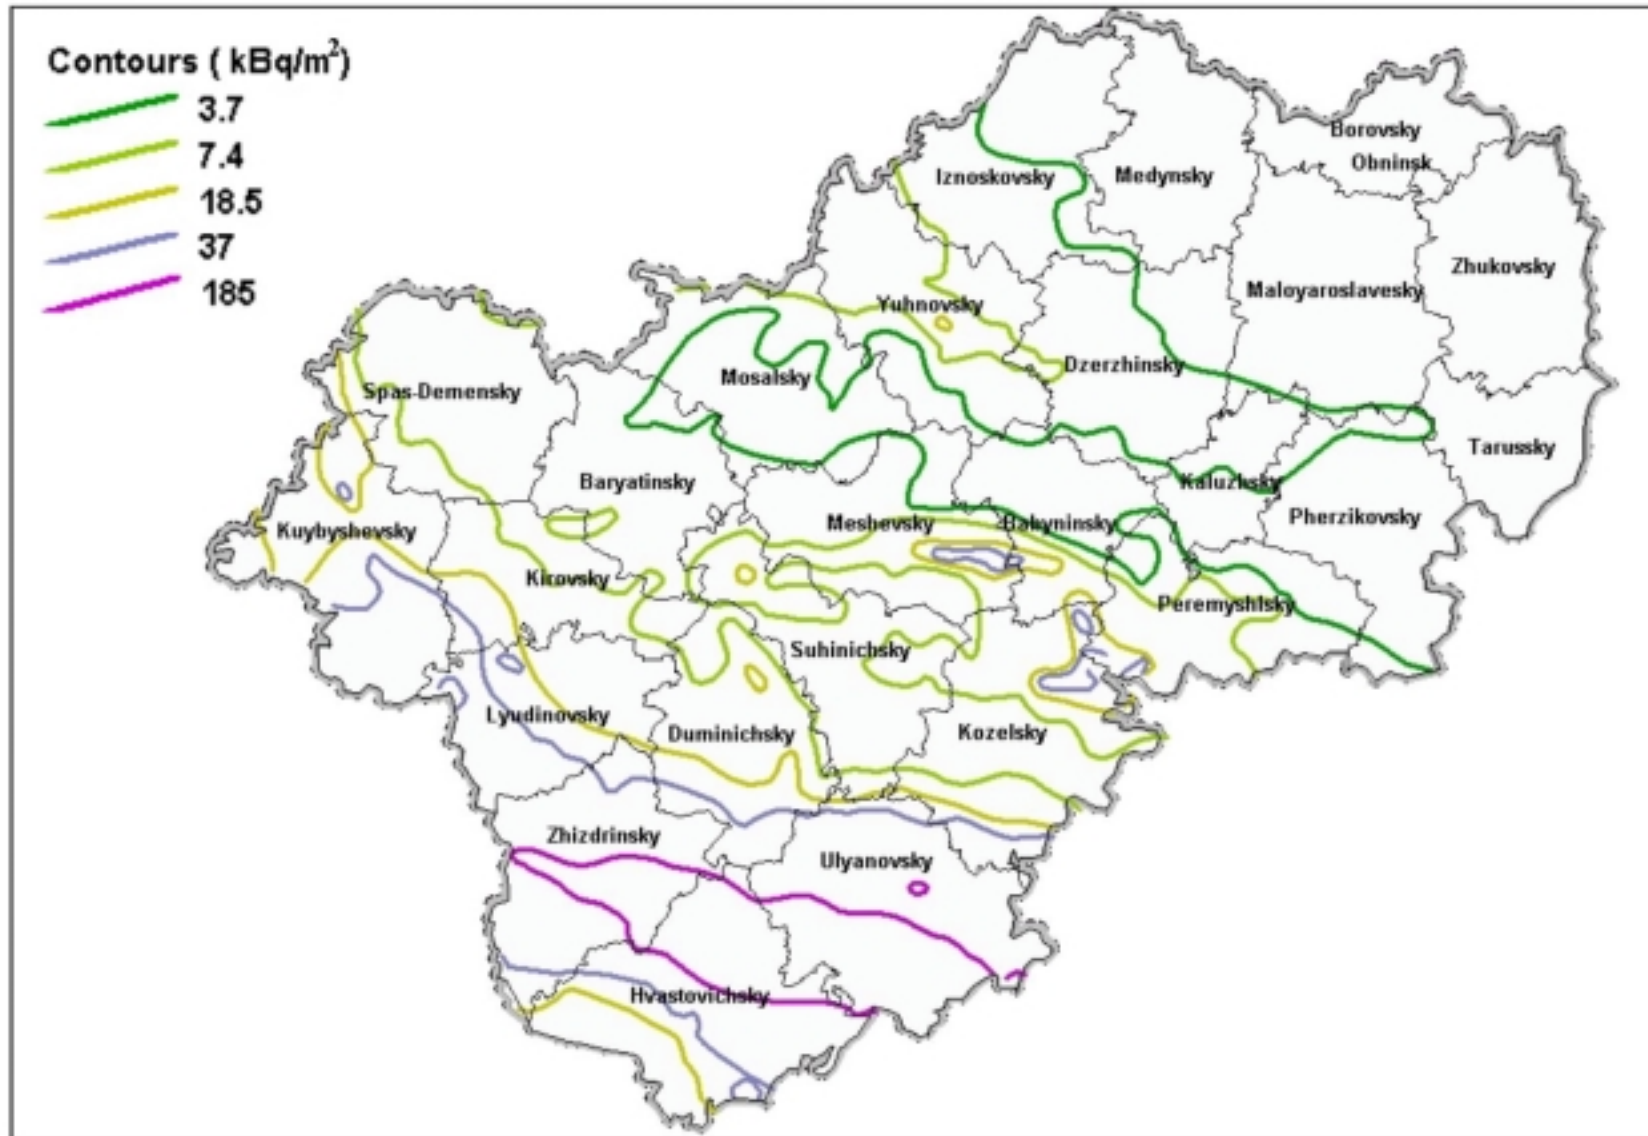 Contours ( kBq/m²)
3.7
7.4
18.5
37
185
Borovsky
Obninsk
Iznoskovsky
Medynsky
Zhukovsky
Maloyaroslavesky
Yuhnovsky
Dzerzhinsky
Mosalsky
Spas-Demensky
Tarussky
Baryatinsky
Kaluzhsky
Pherzikovsky
Kuybyshevsky
Meshevsky
Babyninsky
Kirovsky
Peremyshlsky
Suhinichsky
Lyudinovsky
Duminichsky
Kozelsky
Zhizdrinsky
Ulyanovsky
Hvastovichsky